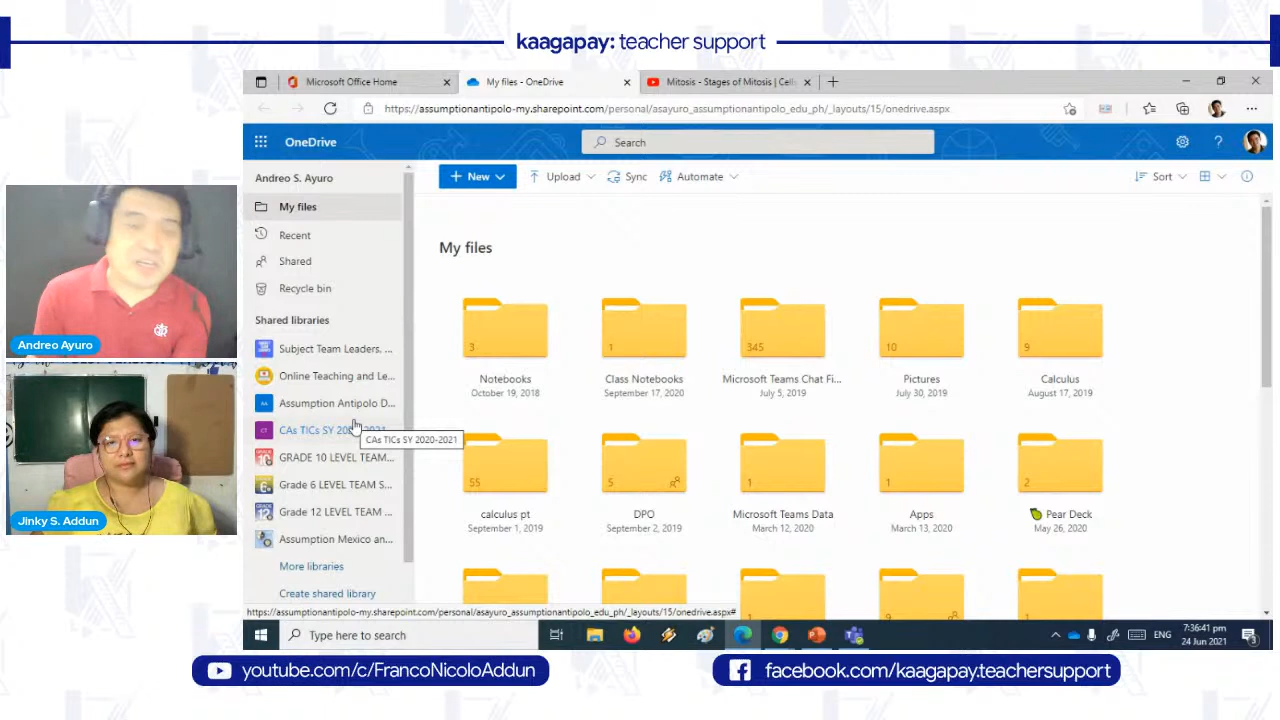 kaagapay: teacher support
Microsoft Office Home
My files - OneDrive
Mitosis - Stages of Mitosis | Cells
https://assumptionantipolo-my.sharepoint.com/personal/asayuro_assumptionantipolo_edu_ph/_layouts/15/onedrive.aspx
OneDrive
Search
Andreo S. Ayuro
New
Upload
Sync
Automate
Sort
My files
Recent
Shared
Recycle bin
Shared libraries
Subject Team Leaders. ...
Online Teaching and Le...
Assumption Antipolo D...
CAs TICs SY 2020-2021
CAs TICs SY 2020-2021
GRADE 10 LEVEL TEAM...
Grade 6 LEVEL TEAM S...
Grade 12 LEVEL TEAM ...
Assumption Mexico an...
More libraries
Create shared library
My files
3
1
345
10
9
Notebooks
Class Notebooks
Microsoft Teams Chat Fi...
Pictures
Calculus
October 19, 2018
September 17, 2020
July 5, 2019
July 30, 2019
August 17, 2019
55
5
1
1
2
calculus pt
DPO
Microsoft Teams Data
Apps
Pear Deck
September 1, 2019
September 2, 2019
March 12, 2020
March 13, 2020
May 26, 2020
1
9
1
https://assumptionantipolo-my.sharepoint.com/personal/asayuro_assumptionantipolo_edu_ph/_layouts/15/onedrive.aspx#
Type here to search
ENG
7:36:41 pm
24 Jun 2021
3
Andreo Ayuro
Jinky S. Addun
youtube.com/c/FrancoNicoloAddun
facebook.com/kaagapay.teachersupport